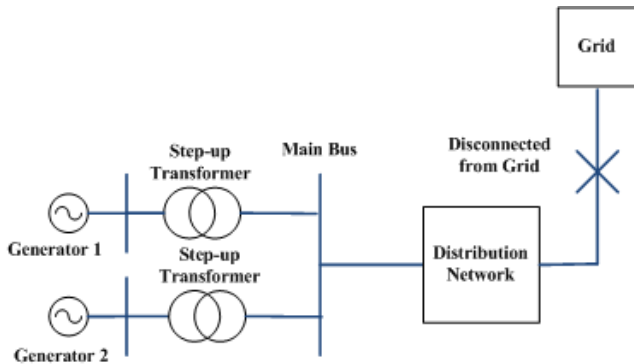 Grid
Disconnected
from Grid
Step-up
Transformer
Main Bus
Generator 1
Step-up
Transformer
Distribution
Network
Generator 2